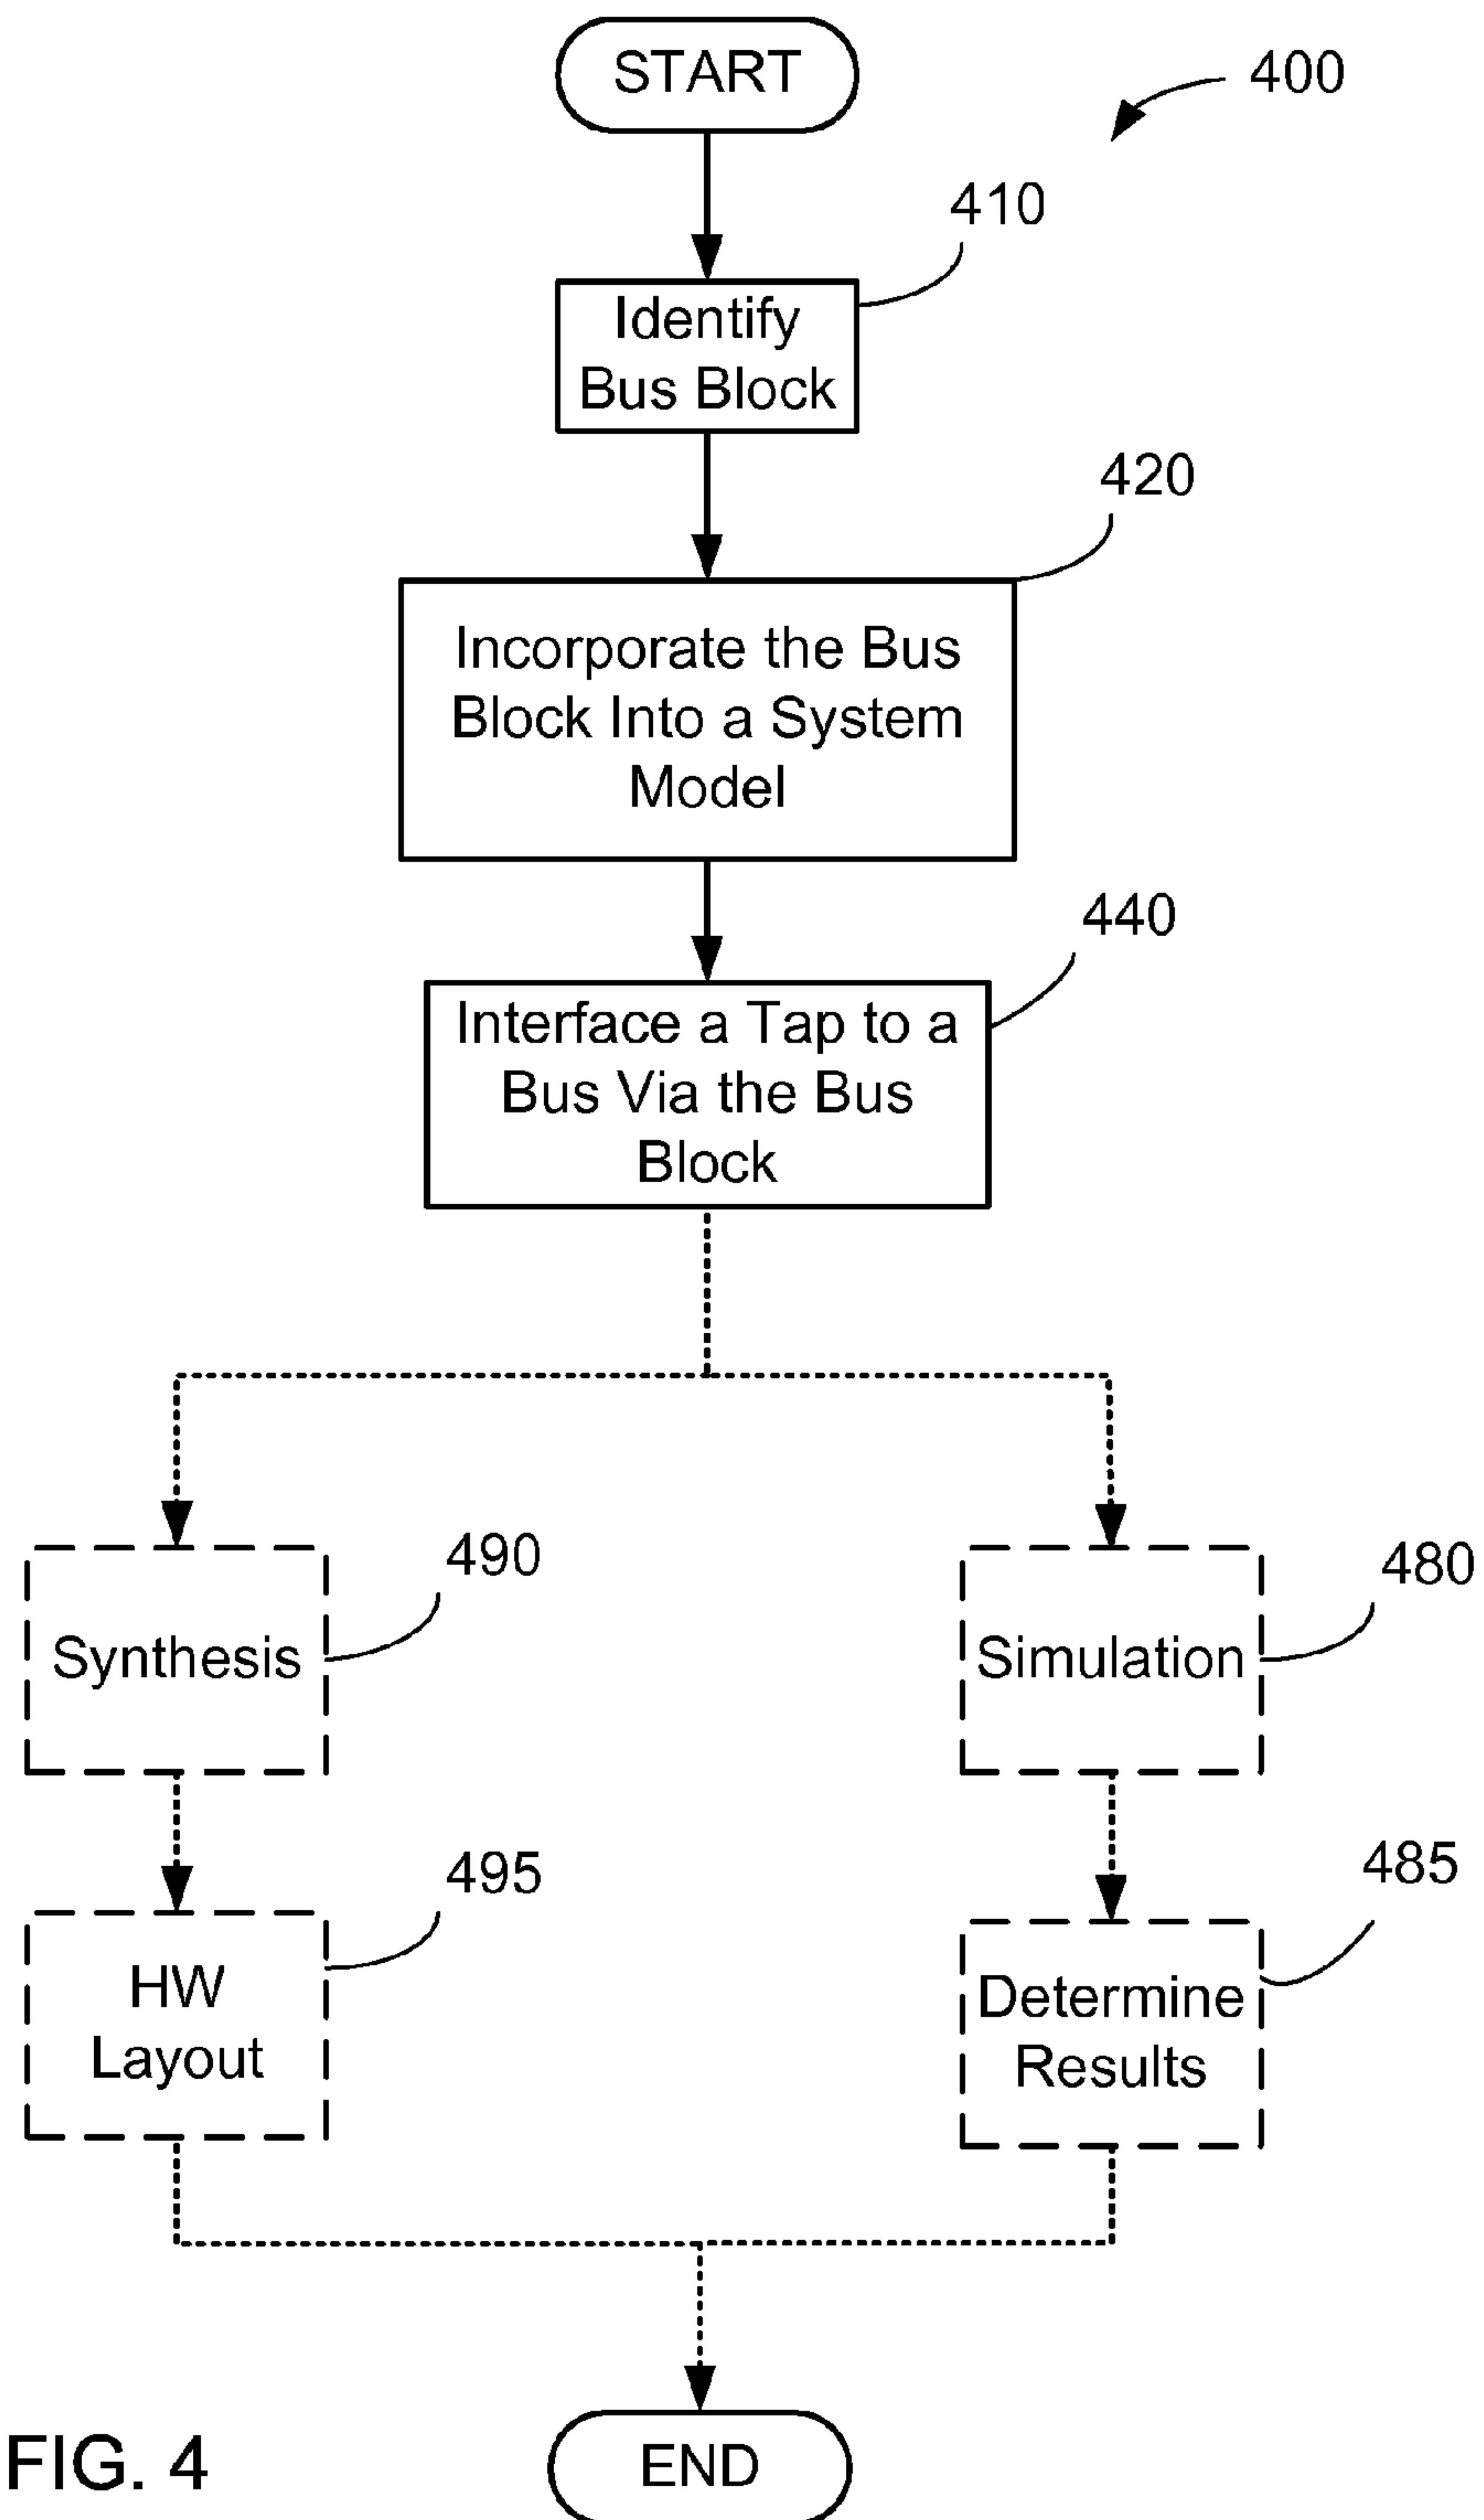 START
400
410
Identify
Bus Block
420
Incorporate the Bus
Block Into a System
Model
440
Interface a Tap to a
Bus Via the Bus
Block
490
480
Synthesis
Simulation
495
485
HW
Layout
Determine
Results
END
FIG. 4